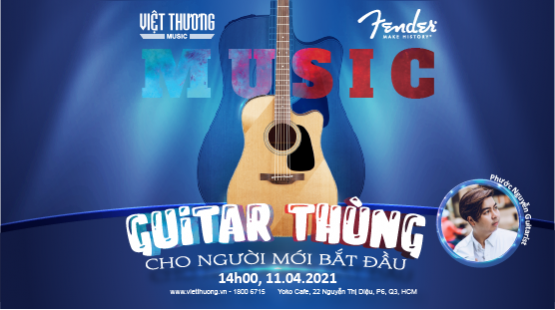 VIỆT THƯƠNG
MUSIC
Fender
MAKE HISTORY
MUSIC
Phước Nguyễn Guitarist
GUiTAR THÙNG
CHO NGƯỜI MỚI BẮT ĐẦU
14h00, 11.04.2021
www.vietthuong.vn - 1800 6715 Yoko Cafe, 22 Nguyễn Thị Diệu, P6, Q3, HCM